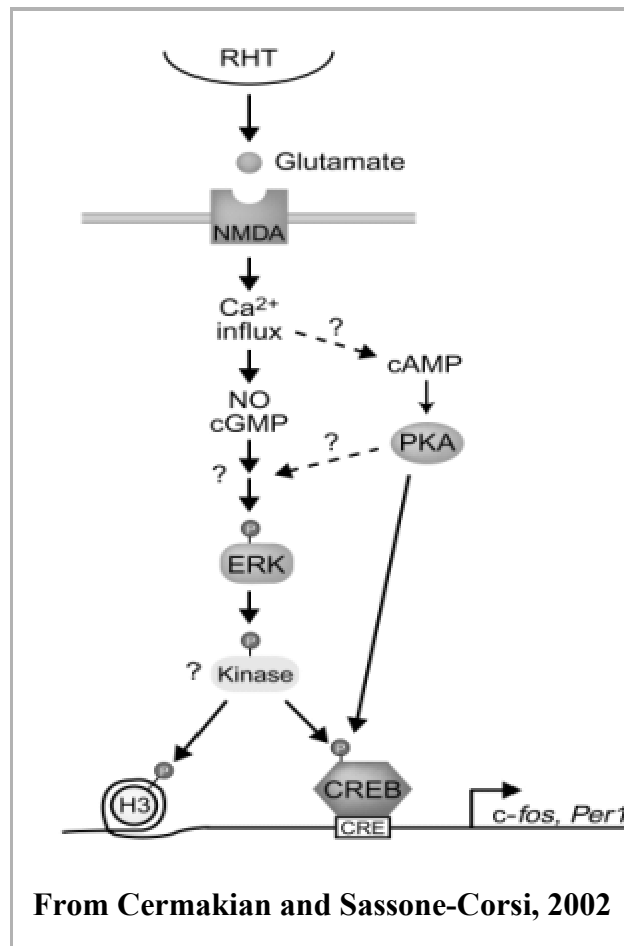 RHT
Glutamate
NMDA
Ca²⁺
influx
?
cAMP
NO
cGMP
PKA
?
?
P
ERK
P
? Kinase
P
P
H3
CREB
CRE
c-fos, Per1
From Cermakian and Sassone-Corsi, 2002